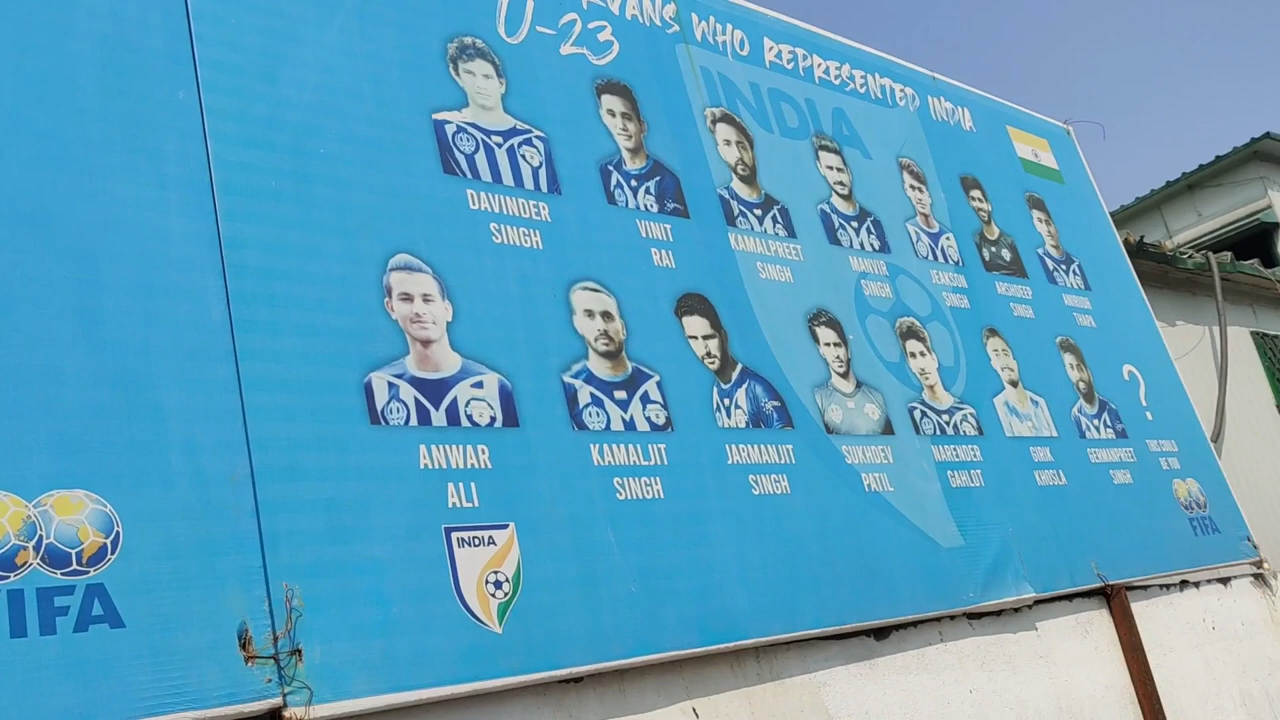 U-23
WHO REPRESENTED INDIA
INDIA
DAVINDER
SINGH
VINIT
RAI
KAMALPREET
SINGH
MANVIR
SINGH
JEAKSON
SINGH
ARSHDEEP
SINGH
ANIRUDH
THAPA
ANWAR
ALI
KAMALJIT
SINGH
JARMANJIT
SINGH
SUKHDEV
PATIL
NARENDER
GAHLOT
GIRIK
KHOSLA
GERMANPREET
SINGH
?
THIS COULD
BE YOU
INDIA
FIFA
FIFA